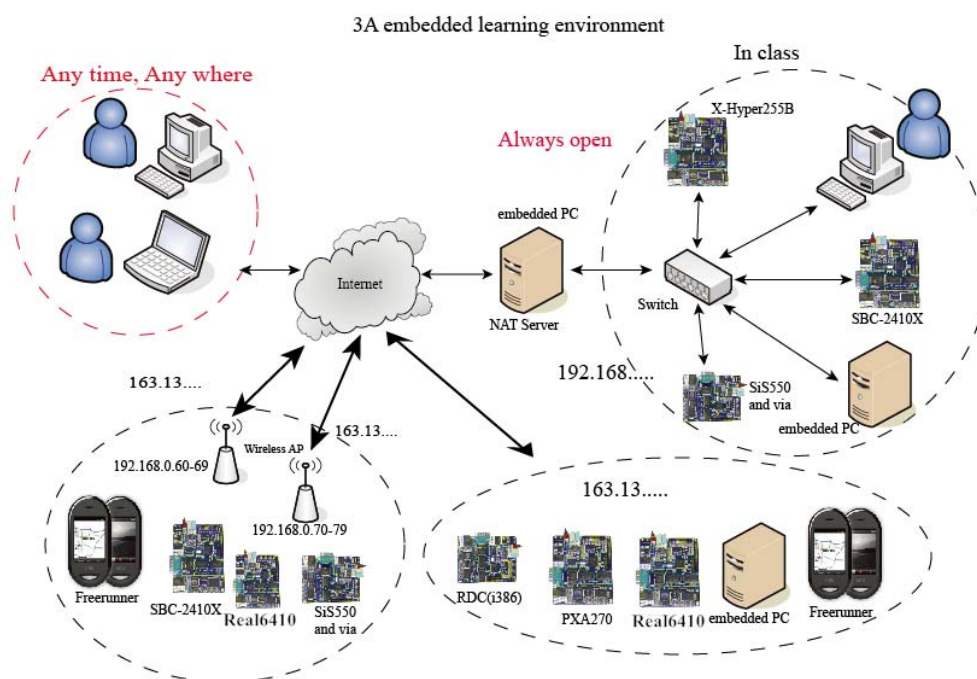 3A embedded learning environment
Any time, Any where
In class
X-Hyper255B
Always open
embedded PC
Internet
NAT Server
Switch
SBC-2410X
192.168.....
SiS550
and via
embedded PC
163.13....
163.13....
Wireless AP
192.168.0.60-69
192.168.0.70-79
Freerunner
SBC-2410X
Real6410
SiS550
and via
163.13.....
RDC(i386)
PXA270
Real6410
embedded PC
Freerunner